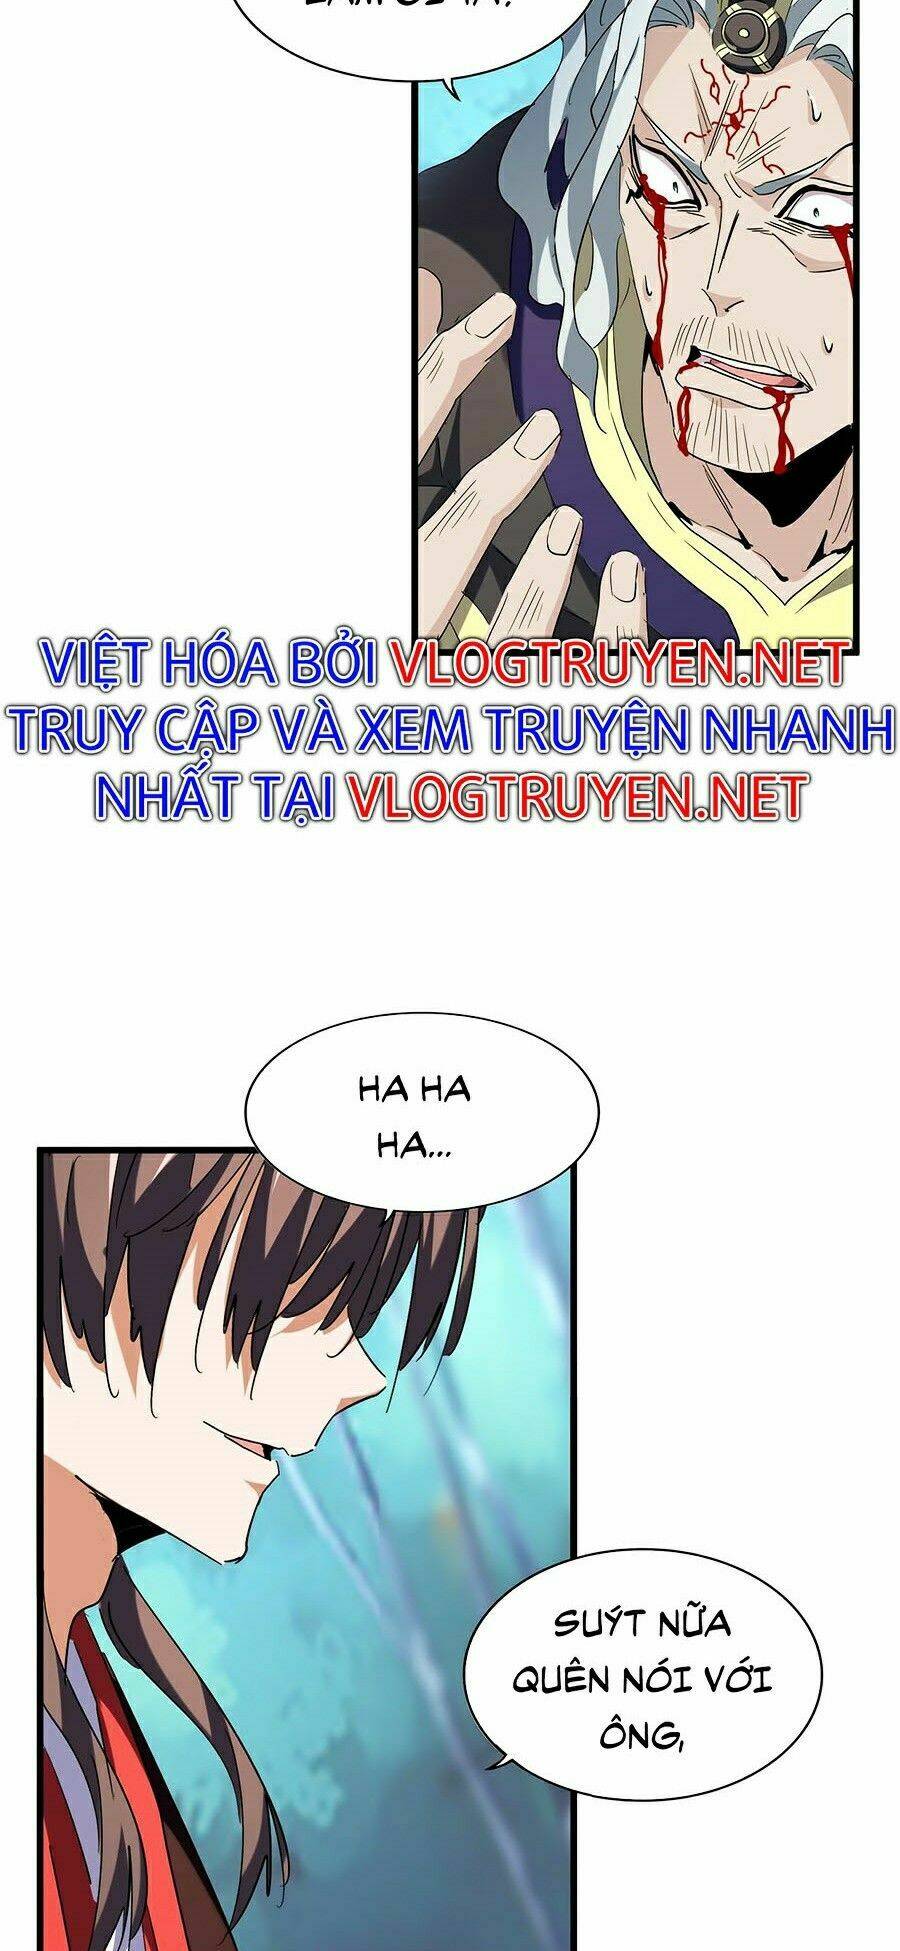 VIỆT HÓA BỞI VLOGTRUYEN.NET
TRUY CẬP VÀ XEM TRUYỆN NHANH
NHẤT TẠI VLOGTRUYEN.NET
HA HA
HA...
SUÝT NỮA
QUÊN NÓI VỚI
ÔNG,